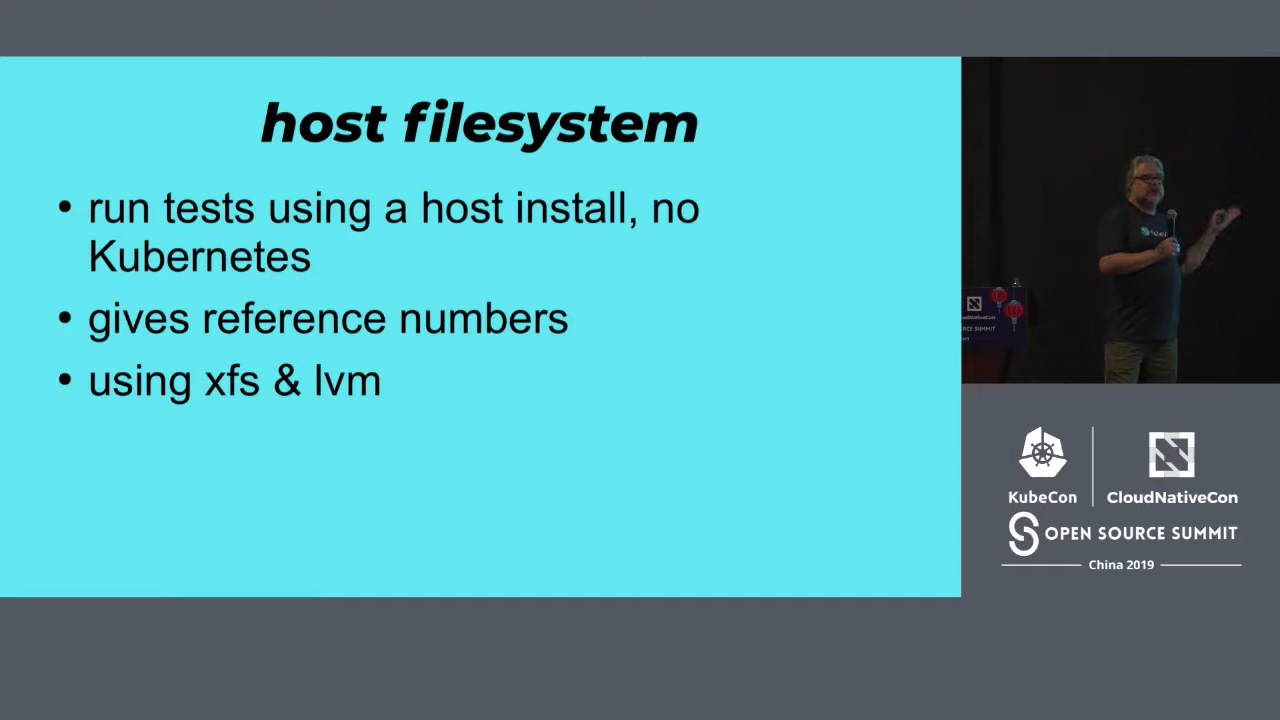 host filesystem
• run tests using a host install, no
Kubernetes
• gives reference numbers
• using xfs & lvm
CloudNativeCon
KubeCon
CloudNativeCon
OPEN SOURCE SUMMIT
China 2019